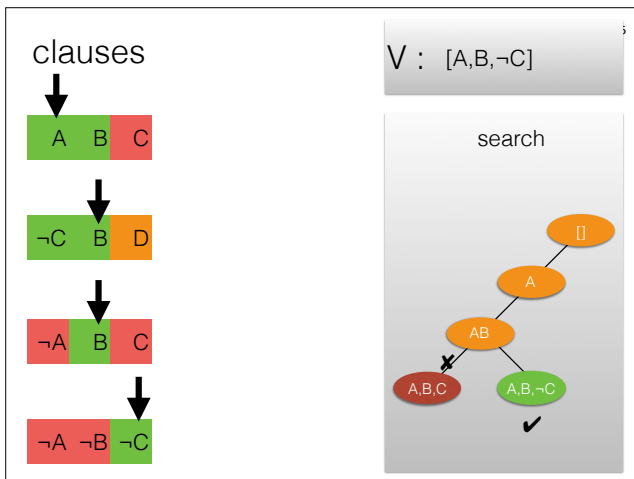 clauses
A B C
¬C B D
¬A B C
¬A ¬B ¬C
V : [A,B,¬C]
search
[]
A
AB
✘
A,B,C A,B,¬C
✔